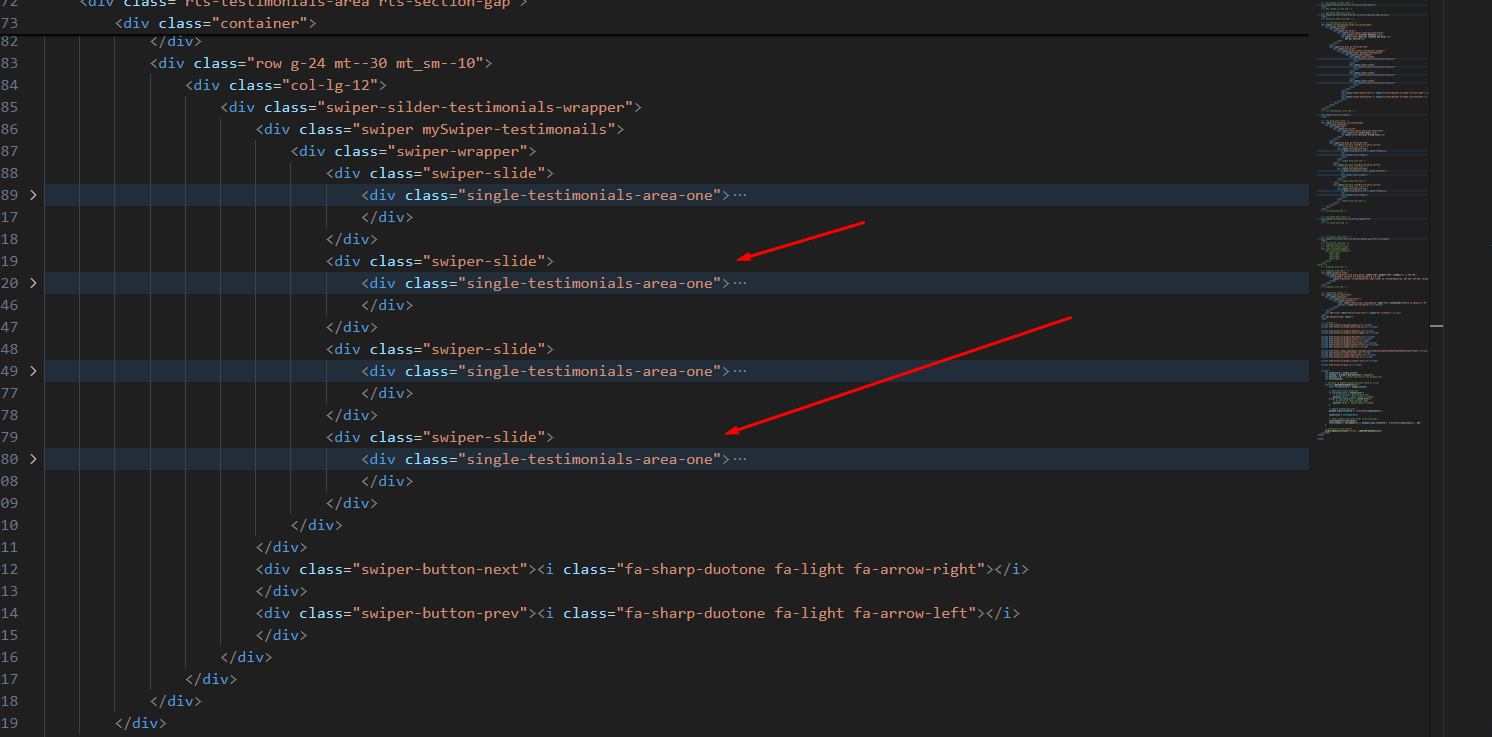 72 <div class="rts-testimonials-area rts-section-gap">
73 <div class="container">
82 </div>
83 <div class="row g-24 mt--30 mt_sm--10">
84 <div class="col-lg-12">
85 <div class="swiper-silder-testimonials-wrapper">
86 <div class="swiper mySwiper-testimonails">
87 <div class="swiper-wrapper">
88 <div class="swiper-slide">
89 <div class="single-testimonials-area-one">···
17 </div>
18 </div>
19 <div class="swiper-slide">
20 <div class="single-testimonials-area-one">···
46 </div>
47 </div>
48 <div class="swiper-slide">
49 <div class="single-testimonials-area-one">···
77 </div>
78 </div>
79 <div class="swiper-slide">
80 <div class="single-testimonials-area-one">···
08 </div>
09 </div>
10 </div>
11 </div>
12 <div class="swiper-button-next"><i class="fa-sharp-duotone fa-light fa-arrow-right"></i>
13 </div>
14 <div class="swiper-button-prev"><i class="fa-sharp-duotone fa-light fa-arrow-left"></i>
15 </div>
16 </div>
17 </div>
18 </div>
19 </div>